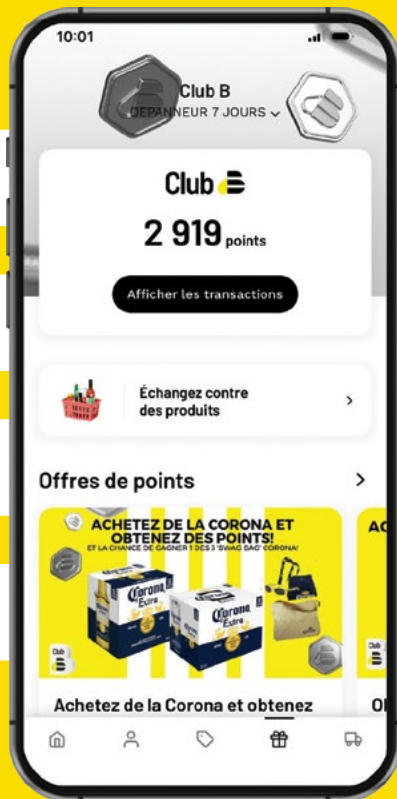 10:01
Club B
DÉPANNEUR 7 JOURS
Club B
2 919 points
Afficher les transactions
Échangez contre
des produits
Offres de points
ACHETEZ DE LA CORONA ET
OBTENEZ DES POINTS!
ET LA CHANCE DE GAGNER 1 DES 3 'SWAG BAG' CORONA!
Corona
Extra
Corona
Extra
Club
B
AC
Club
B
Achetez de la Corona et obtenez